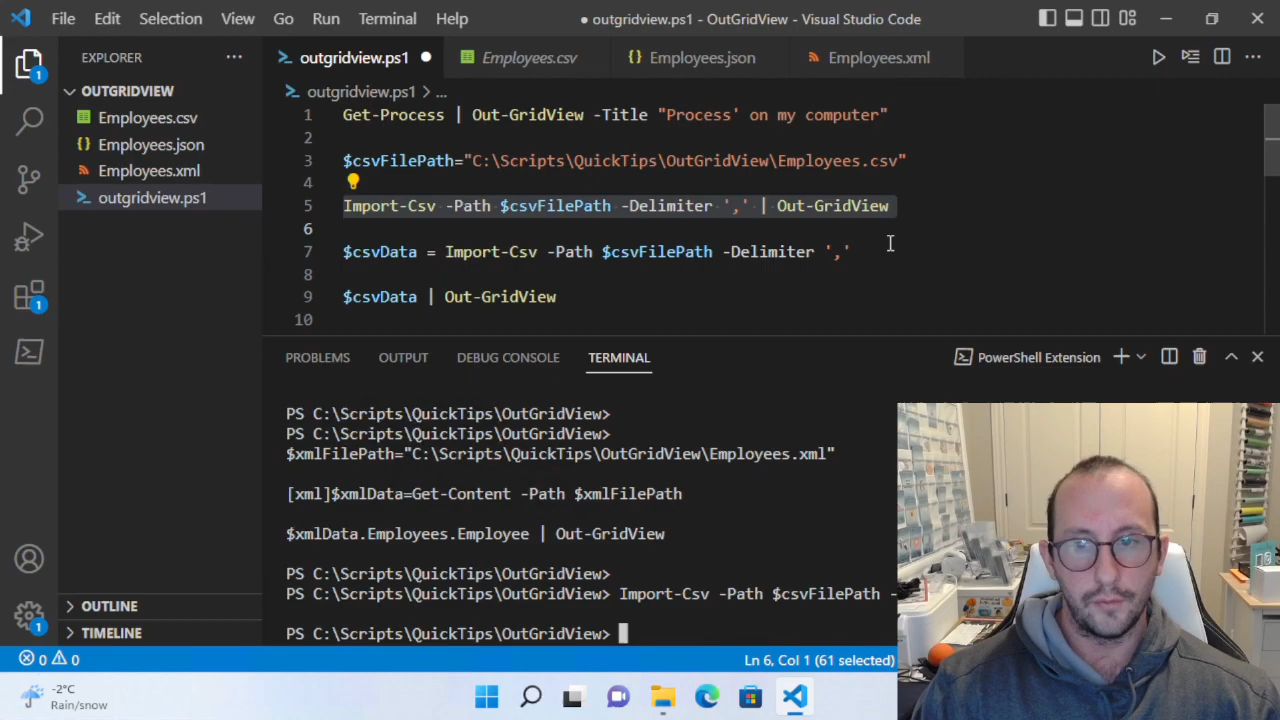 File Edit Selection View Go Run Terminal Help
● outgridview.ps1 - OutGridView - Visual Studio Code
EXPLORER
OUTGRIDVIEW
Employees.csv
Employees.json
Employees.xml
outgridview.ps1
OUTLINE
TIMELINE
outgridview.ps1 Employees.csv Employees.json Employees.xml
outgridview.ps1 > ...
1 Get-Process | Out-GridView -Title "Process' on my computer"
2
3 $csvFilePath="C:\Scripts\QuickTips\OutGridView\Employees.csv"
4
5 Import-Csv -Path $csvFilePath -Delimiter ',' | Out-GridView
6
7 $csvData = Import-Csv -Path $csvFilePath -Delimiter ','
8
9 $csvData | Out-GridView
10
PROBLEMS OUTPUT DEBUG CONSOLE TERMINAL PowerShell Extension
PS C:\Scripts\QuickTips\OutGridView>
PS C:\Scripts\QuickTips\OutGridView>
$xmlFilePath="C:\Scripts\QuickTips\OutGridView\Employees.xml"
[xml]$xmlData=Get-Content -Path $xmlFilePath
$xmlData.Employees.Employee | Out-GridView
PS C:\Scripts\QuickTips\OutGridView>
PS C:\Scripts\QuickTips\OutGridView> Import-Csv -Path $csvFilePath -
PS C:\Scripts\QuickTips\OutGridView>
1
1
1
0 0 Ln 6, Col 1 (61 selected)
-2°C
Rain/snow